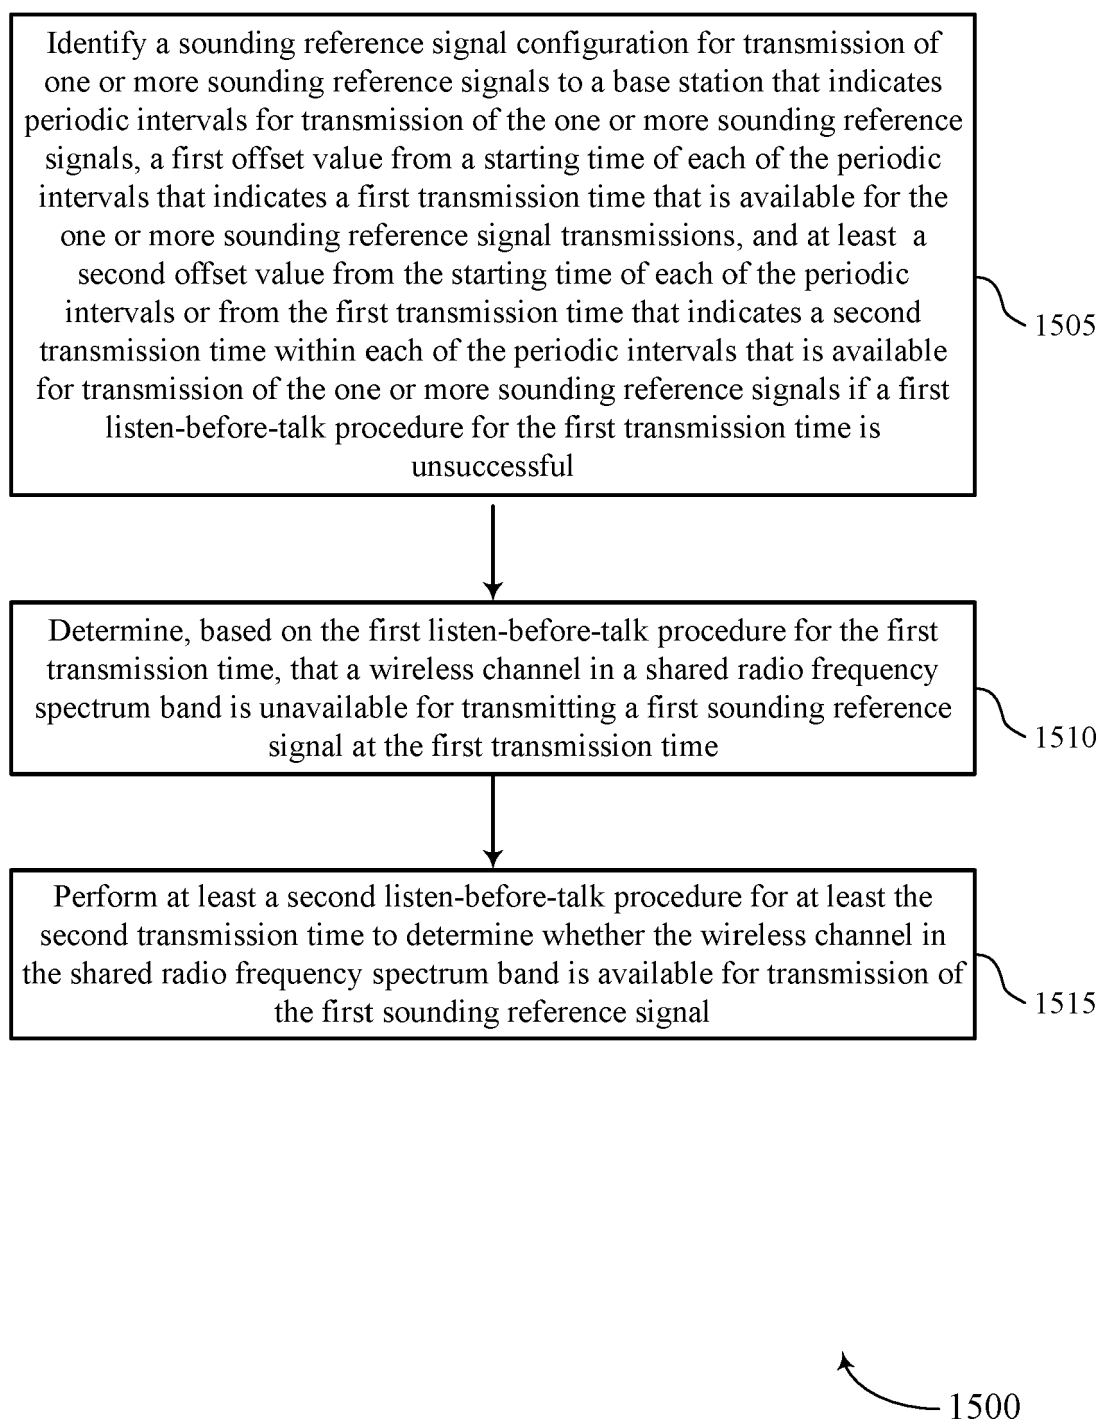 Identify a sounding reference signal configuration for transmission of
one or more sounding reference signals to a base station that indicates
periodic intervals for transmission of the one or more sounding reference
signals, a first offset value from a starting time of each of the periodic
intervals that indicates a first transmission time that is available for the
one or more sounding reference signal transmissions, and at least a
second offset value from the starting time of each of the periodic
intervals or from the first transmission time that indicates a second
transmission time within each of the periodic intervals that is available
for transmission of the one or more sounding reference signals if a first
listen-before-talk procedure for the first transmission time is
unsuccessful
1505
Determine, based on the first listen-before-talk procedure for the first
transmission time, that a wireless channel in a shared radio frequency
spectrum band is unavailable for transmitting a first sounding reference
signal at the first transmission time
1510
Perform at least a second listen-before-talk procedure for at least the
second transmission time to determine whether the wireless channel in
the shared radio frequency spectrum band is available for transmission of
the first sounding reference signal
1515
1500